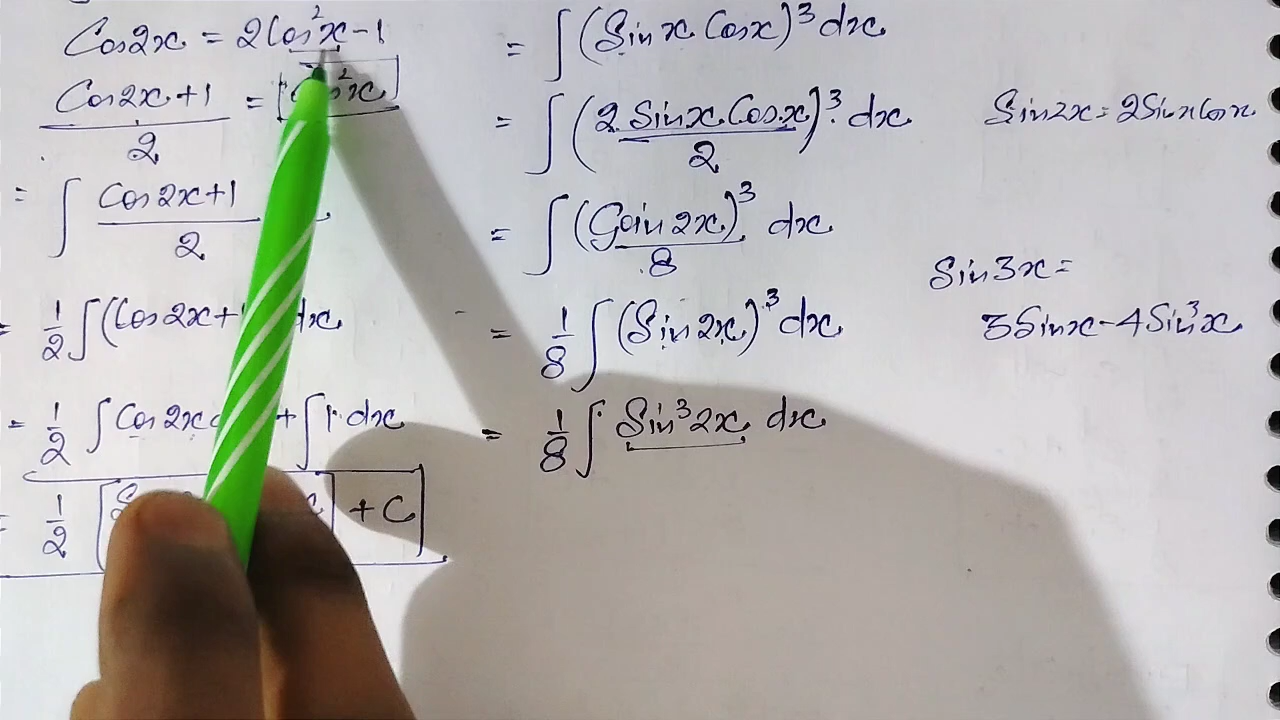 Cos2x = 2Cos²x-1
Cos2x+1 / 2 = Cos²x
= ∫ Cos2x+1 / 2
= 1/2 ∫(Cos2x+1 dx
= 1/2 ∫ Cos2x + ∫1·dx
= 1/2 [ ] + C
= ∫(Sinx Cosx)³ dx
= ∫(2 Sinx Cosx / 2)³ dx
= ∫(Sin2x)³ / 8 dx
= 1/8 ∫(Sin2x)³ dx
= 1/8 ∫ Sin³2x dx
Sin2x = 2SinxCosx
Sin3x =
3Sinx-4Sin³x